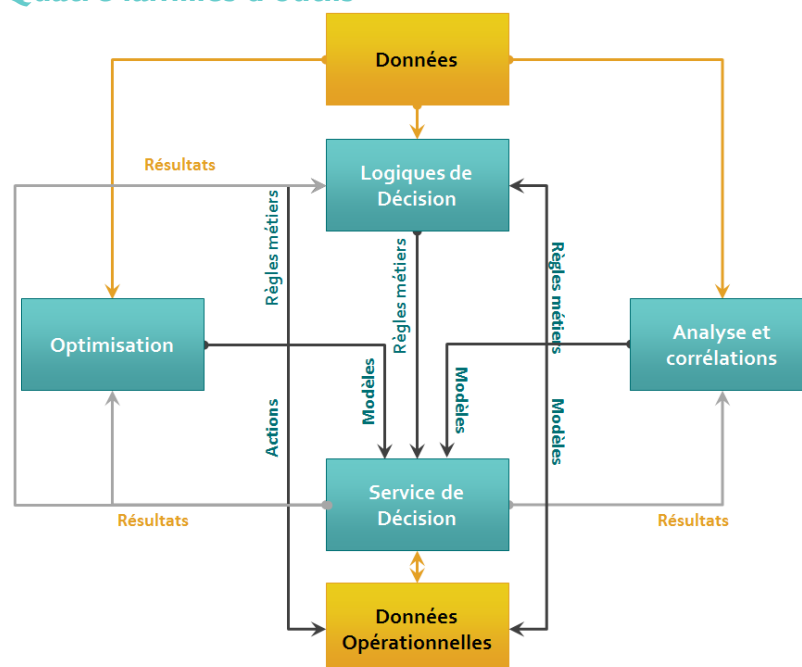 Données
Résultats
Logiques de
Décision
Règles métiers
Règles métiers
Règles métiers
Optimisation
Analyse et
corrélations
Modèles
Modèles
Actions
Modèles
Service de
Décision
Résultats
Résultats
Données
Opérationnelles